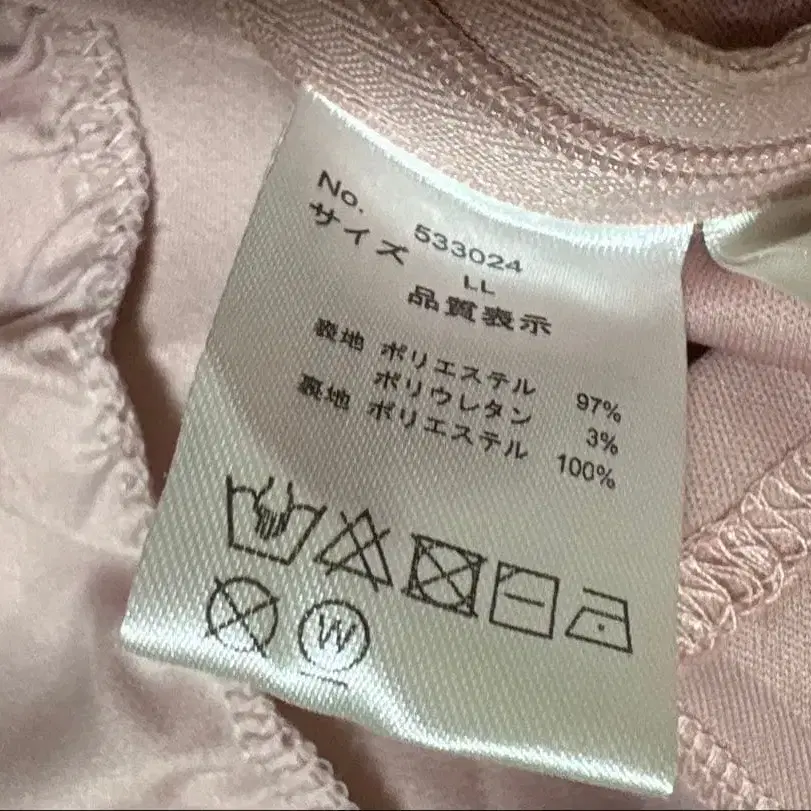 No. 533024
サイズ LL
品質表示
表地 ポリエステル 97%
ポリウレタン 3%
裏地 ポリエステル 100%
W